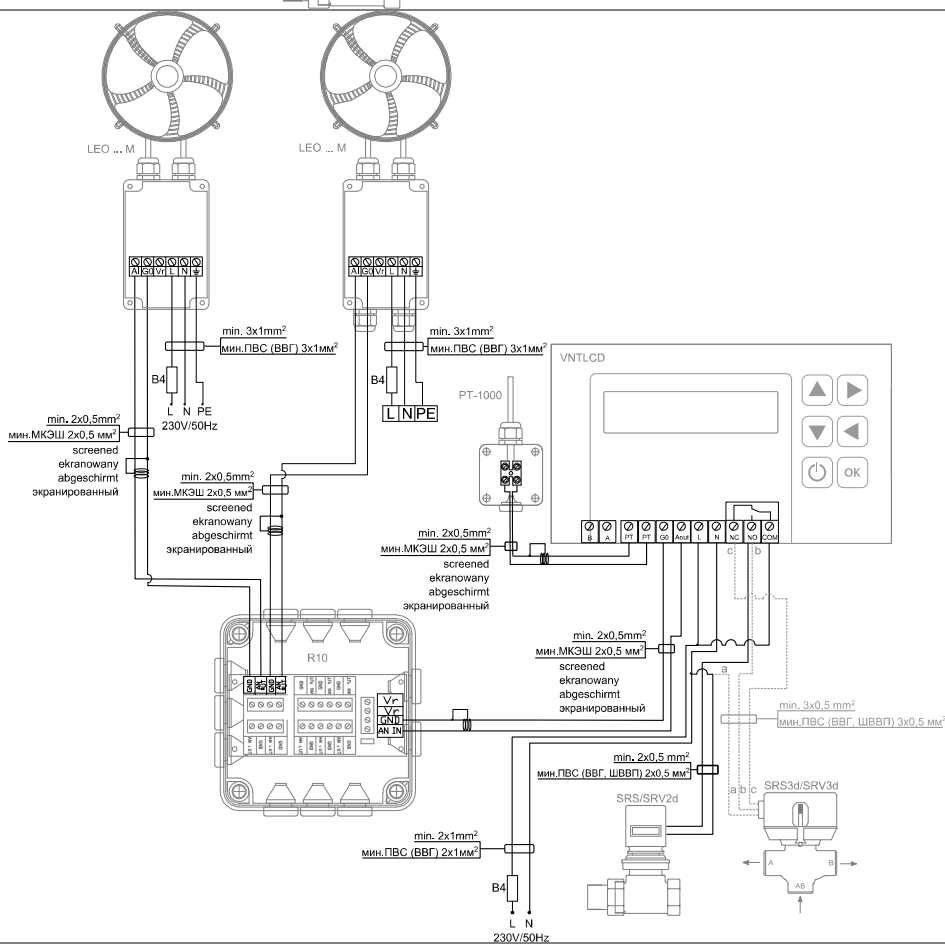 LEO ... M
LEO ... M
AI G0 Vr L N
AI G0 Vr L N
min. 3x1mm²
мин.ПВС (ВВГ) 3x1мм²
min. 3x1mm²
мин.ПВС (ВВГ) 3x1мм²
B4
L N PE
230V/50Hz
B4
L N PE
VNTLCD
PT-1000
OK
min. 2x0,5mm²
мин.МКЭШ 2x0,5 мм²
screened
ekranowany
abgeschirmt
экранированный
min. 2x0,5mm²
мин.МКЭШ 2x0,5 мм²
screened
ekranowany
abgeschirmt
экранированный
min. 2x0,5mm²
мин.МКЭШ 2x0,5 мм²
screened
ekranowany
abgeschirmt
экранированный
B A PT PT G0 Aout L N NC NO COM
c b
R10
GND
GND
Vr
Vr
GND
AN IN
min. 2x0,5mm²
мин.МКЭШ 2x0,5 мм²
screened
ekranowany
abgeschirmt
экранированный
a
min. 3x0,5 mm²
мин.ПВС (ВВГ, ШВВП) 3x0,5 мм²
min. 2x0,5 mm²
мин.ПВС (ВВГ, ШВВП) 2x0,5 мм²
a b c
SRS/SRV2d
SRS3d/SRV3d
A B
AB
min. 2x1mm²
мин.ПВС (ВВГ) 2x1мм²
B4
L N
230V/50Hz